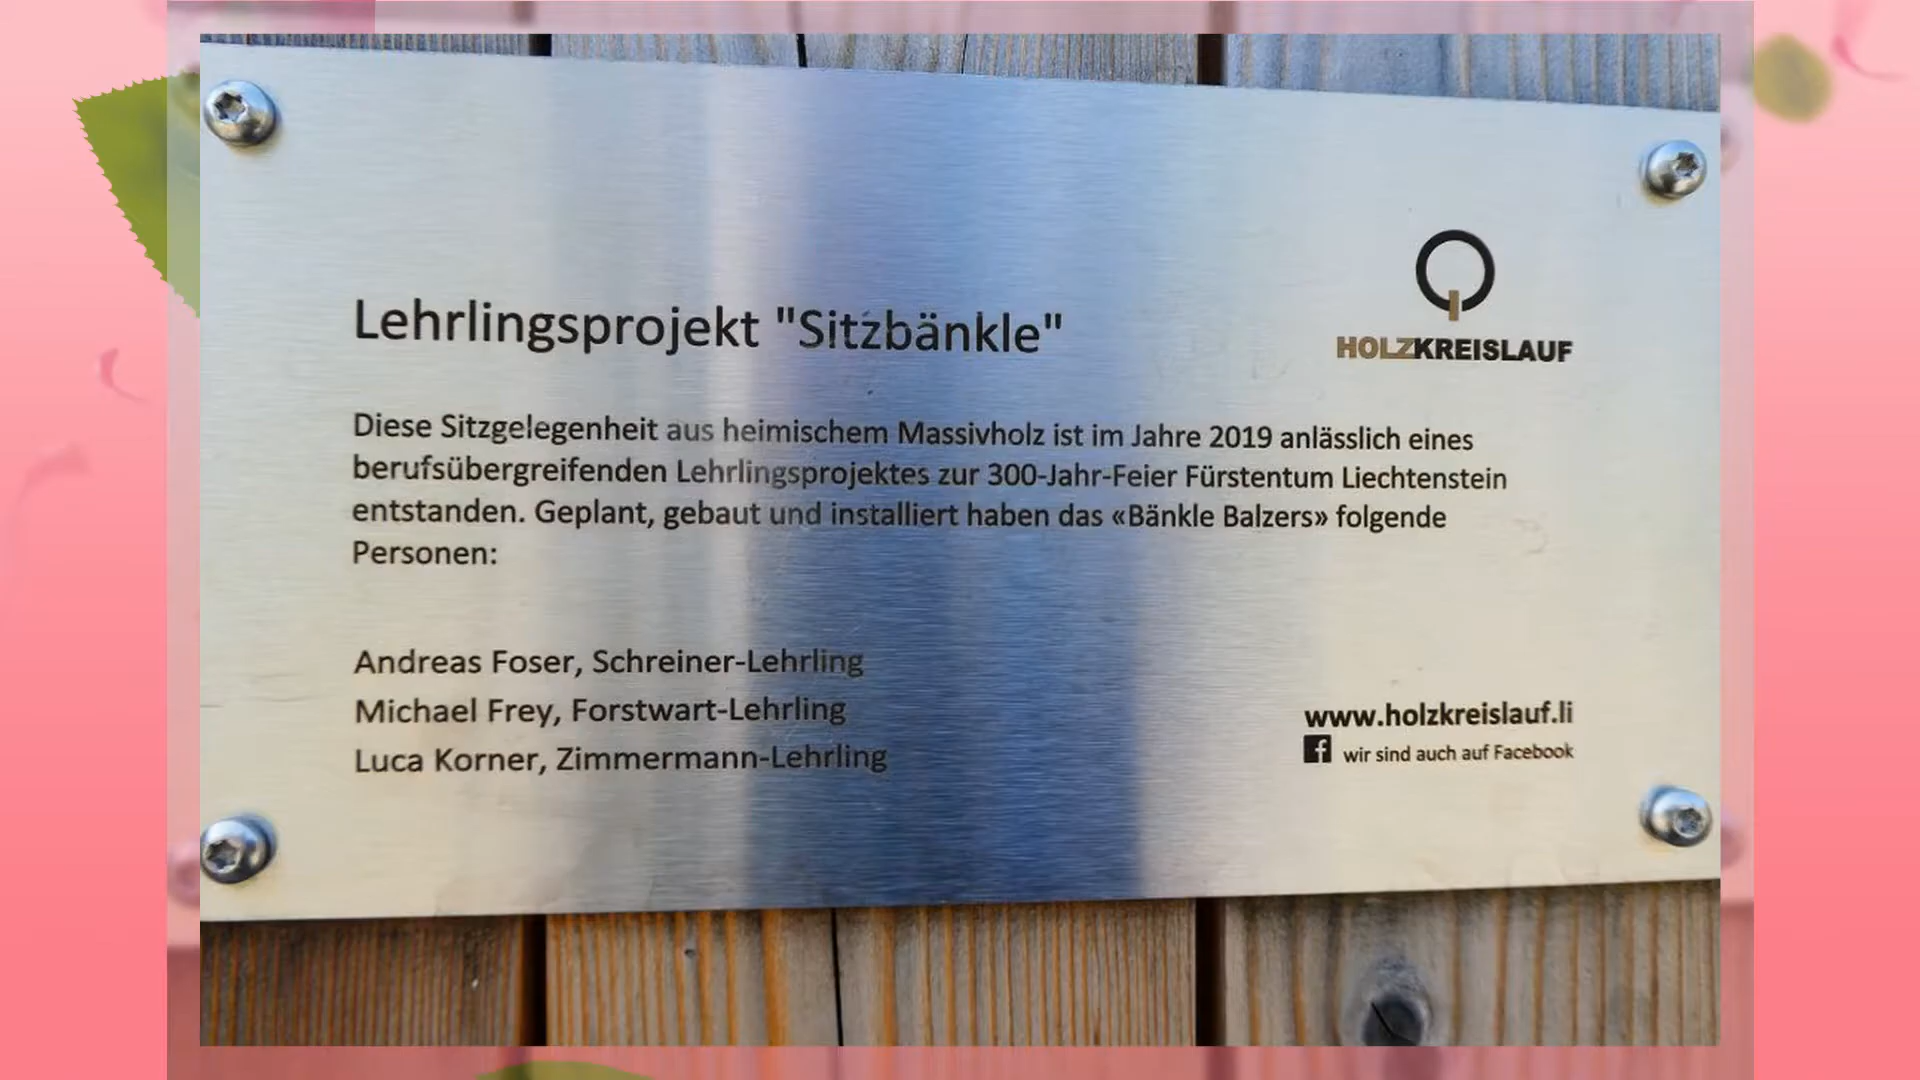 HOLZKREISLAUF
Lehrlingsprojekt "Sitzbänkle"
Diese Sitzgelegenheit aus heimischem Massivholz ist im Jahre 2019 anlässlich eines
berufsübergreifenden Lehrlingsprojektes zur 300-Jahr-Feier Fürstentum Liechtenstein
entstanden. Geplant, gebaut und installiert haben das «Bänkle Balzers» folgende
Personen:
Andreas Foser, Schreiner-Lehrling
Michael Frey, Forstwart-Lehrling
Luca Korner, Zimmermann-Lehrling
www.holzkreislauf.li
f wir sind auch auf Facebook